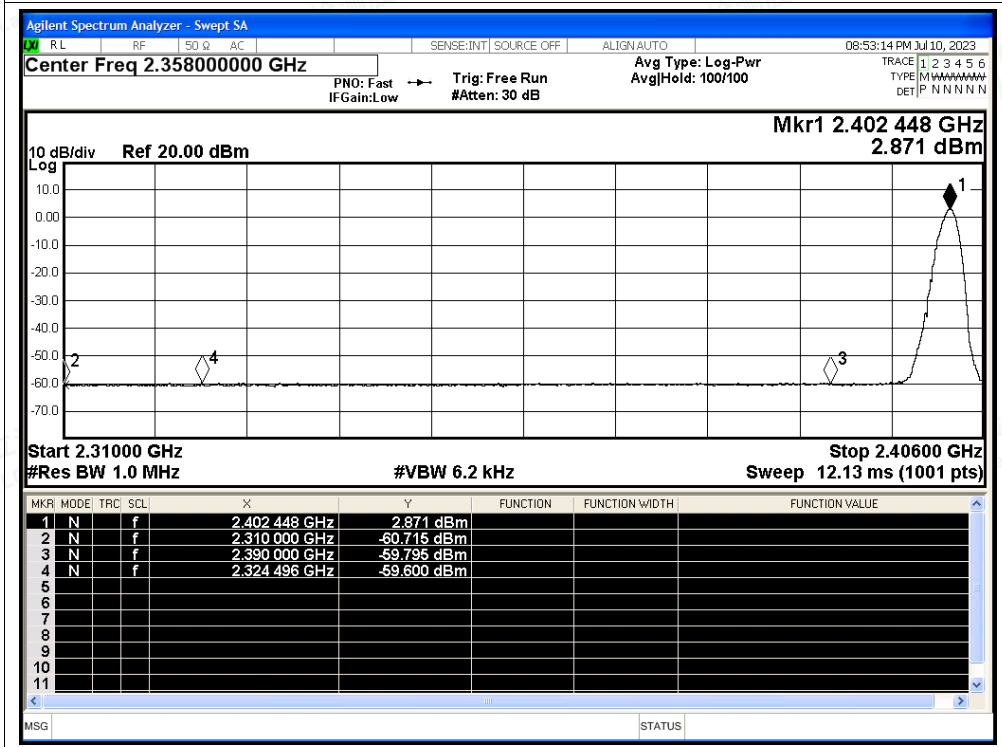 Agilent Spectrum Analyzer - Swept SA
LXI RL RF 50 Ω AC SENSE:INT SOURCE OFF ALIGN AUTO 08:53:14 PM Jul 10, 2023
Center Freq 2.358000000 GHz
PNO: Fast
IFGain:Low
Trig: Free Run
#Atten: 30 dB
Avg Type: Log-Pwr
Avg|Hold: 100/100
TRACE 1 2 3 4 5 6
TYPE M
DET P N N N N N
Mkr1 2.402 448 GHz
2.871 dBm
10 dB/div Ref 20.00 dBm
Log
10.0
0.00
-10.0
-20.0
-30.0
-40.0
-50.0
-60.0
-70.0
1
2
4
3
Start 2.31000 GHz Stop 2.40600 GHz
#Res BW 1.0 MHz #VBW 6.2 kHz Sweep 12.13 ms (1001 pts)
MKR MODE TRC SCL X Y FUNCTION FUNCTION WIDTH FUNCTION VALUE
1 N f 2.402 448 GHz 2.871 dBm
2 N f 2.310 000 GHz -60.715 dBm
3 N f 2.390 000 GHz -59.795 dBm
4 N f 2.324 496 GHz -59.600 dBm
5
6
7
8
9
10
11
MSG STATUS